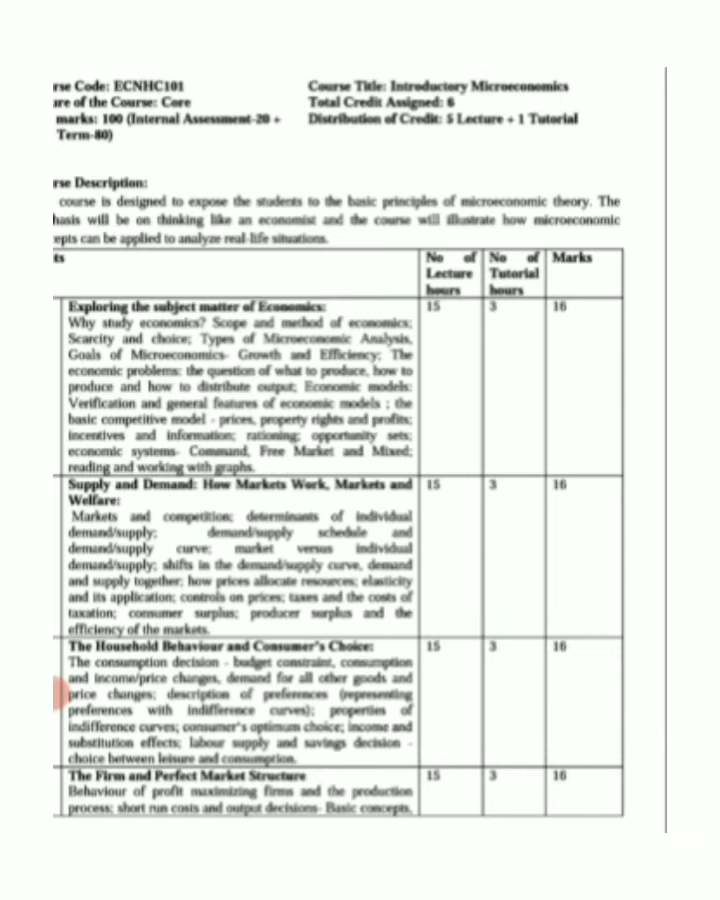 rse Code: ECNHC101
ure of the Course: Core
marks: 100 (Internal Assessment-20 +
Term-80)
Course Title: Introductory Microeconomics
Total Credit Assigned: 6
Distribution of Credit: 5 Lecture + 1 Tutorial
rse Description:
course is designed to expose the students to the basic principles of microeconomic theory. The
hasis will be on thinking like an economist and the course will illustrate how microeconomic
epts can be applied to analyze real-life situations.
ts
No of Lecture hours
No of Tutorial hours
Marks
Exploring the subject matter of Economics:
Why study economics? Scope and method of economics;
Scarcity and choice; Types of Microeconomic Analysis,
Goals of Microeconomics- Growth and Efficiency; The
economic problems: the question of what to produce, how to
produce and how to distribute output; Economic models:
Verification and general features of economic models ; the
basic competitive model - prices, property rights and profits;
incentives and information; rationing; opportunity sets;
economic systems- Command, Free Market and Mixed;
reading and working with graphs.
15
3
16
Supply and Demand: How Markets Work, Markets and
Welfare:
Markets and competition; determinants of individual
demand/supply; demand/supply schedule and
demand/supply curve; market versus individual
demand/supply; shifts in the demand/supply curve, demand
and supply together; how prices allocate resources; elasticity
and its application; controls on prices; taxes and the costs of
taxation; consumer surplus; producer surplus and the
efficiency of the markets.
15
3
16
The Household Behaviour and Consumer's Choice:
The consumption decision - budget constraint, consumption
and income/price changes, demand for all other goods and
price changes; description of preferences (representing
preferences with indifference curves); properties of
indifference curves; consumer's optimum choice; income and
substitution effects; labour supply and savings decision -
choice between leisure and consumption.
15
3
16
The Firm and Perfect Market Structure
Behaviour of profit maximizing firms and the production
process; short run costs and output decisions- Basic concepts,
15
3
16